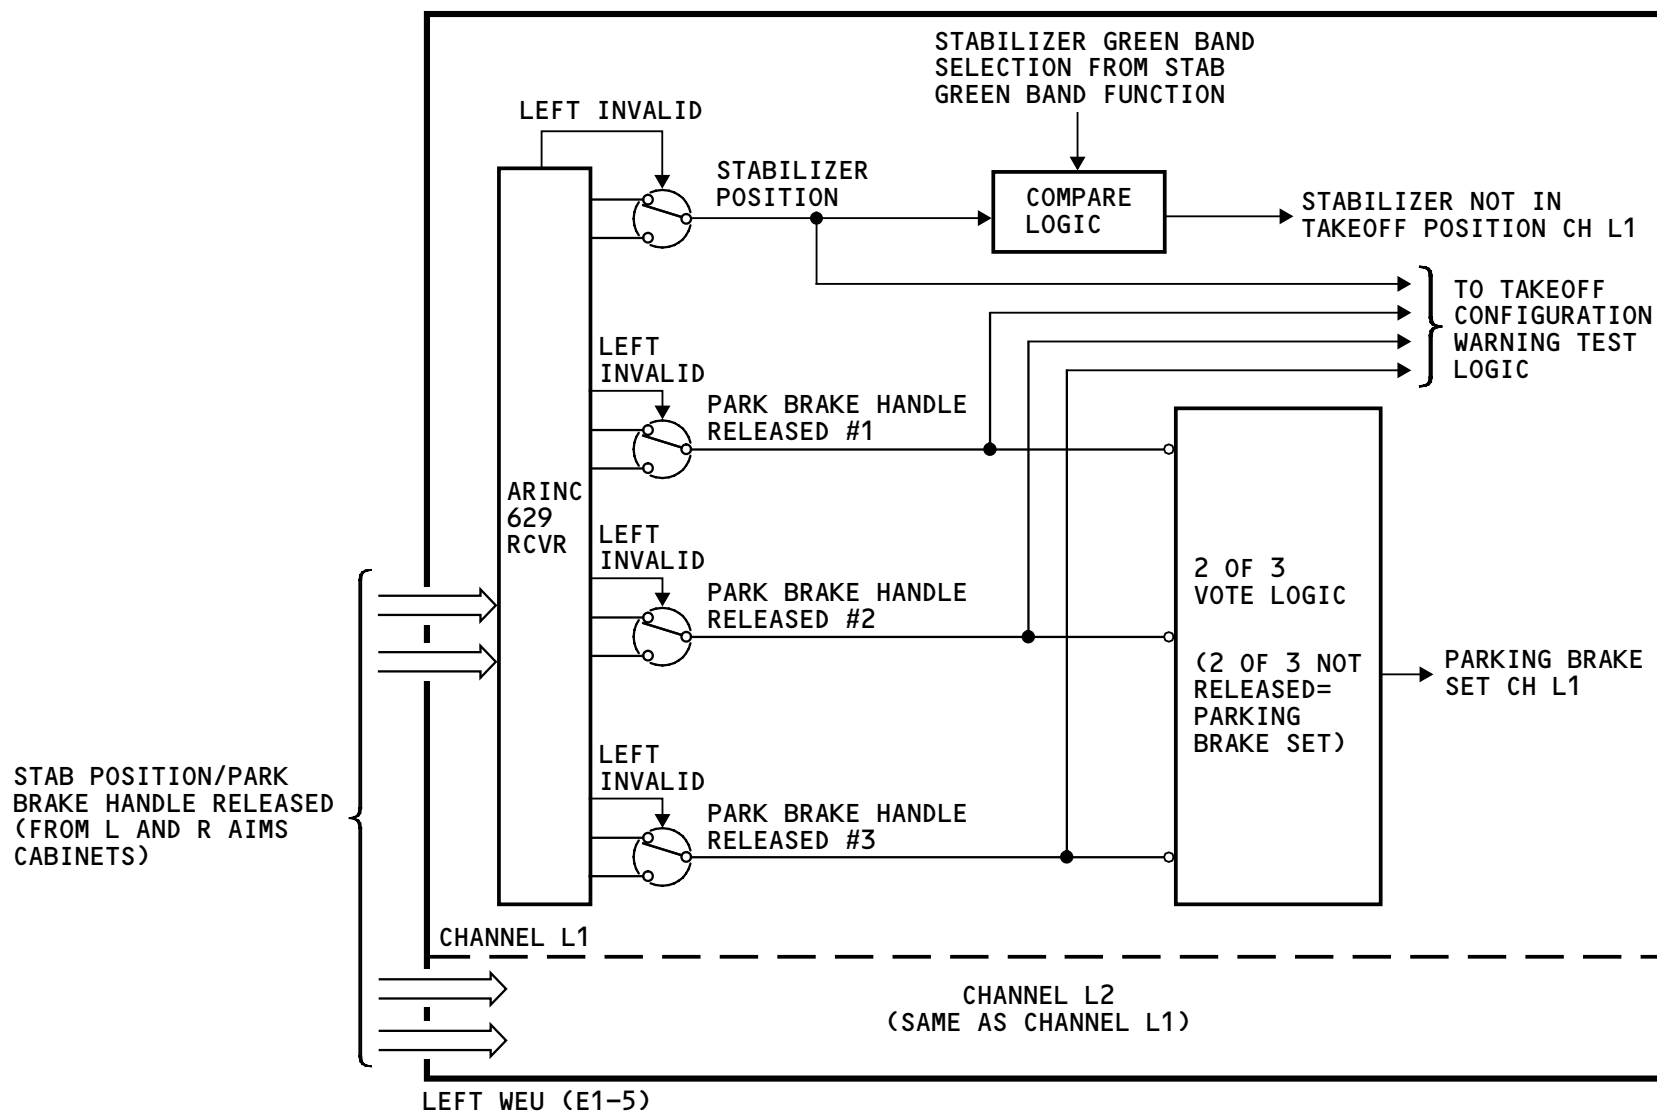 STABILIZER GREEN BAND
SELECTION FROM STAB
GREEN BAND FUNCTION
LEFT INVALID
STABILIZER
POSITION
COMPARE
LOGIC
STABILIZER NOT IN
TAKEOFF POSITION CH L1
TO TAKEOFF
CONFIGURATION
WARNING TEST
LOGIC
LEFT
INVALID
PARK BRAKE HANDLE
RELEASED #1
ARINC
629
RCVR
LEFT
INVALID
PARK BRAKE HANDLE
RELEASED #2
2 OF 3
VOTE LOGIC
(2 OF 3 NOT
RELEASED=
PARKING
BRAKE SET)
PARKING BRAKE
SET CH L1
LEFT
INVALID
PARK BRAKE HANDLE
RELEASED #3
STAB POSITION/PARK
BRAKE HANDLE RELEASED
(FROM L AND R AIMS
CABINETS)
CHANNEL L1
CHANNEL L2
(SAME AS CHANNEL L1)
LEFT WEU (E1-5)